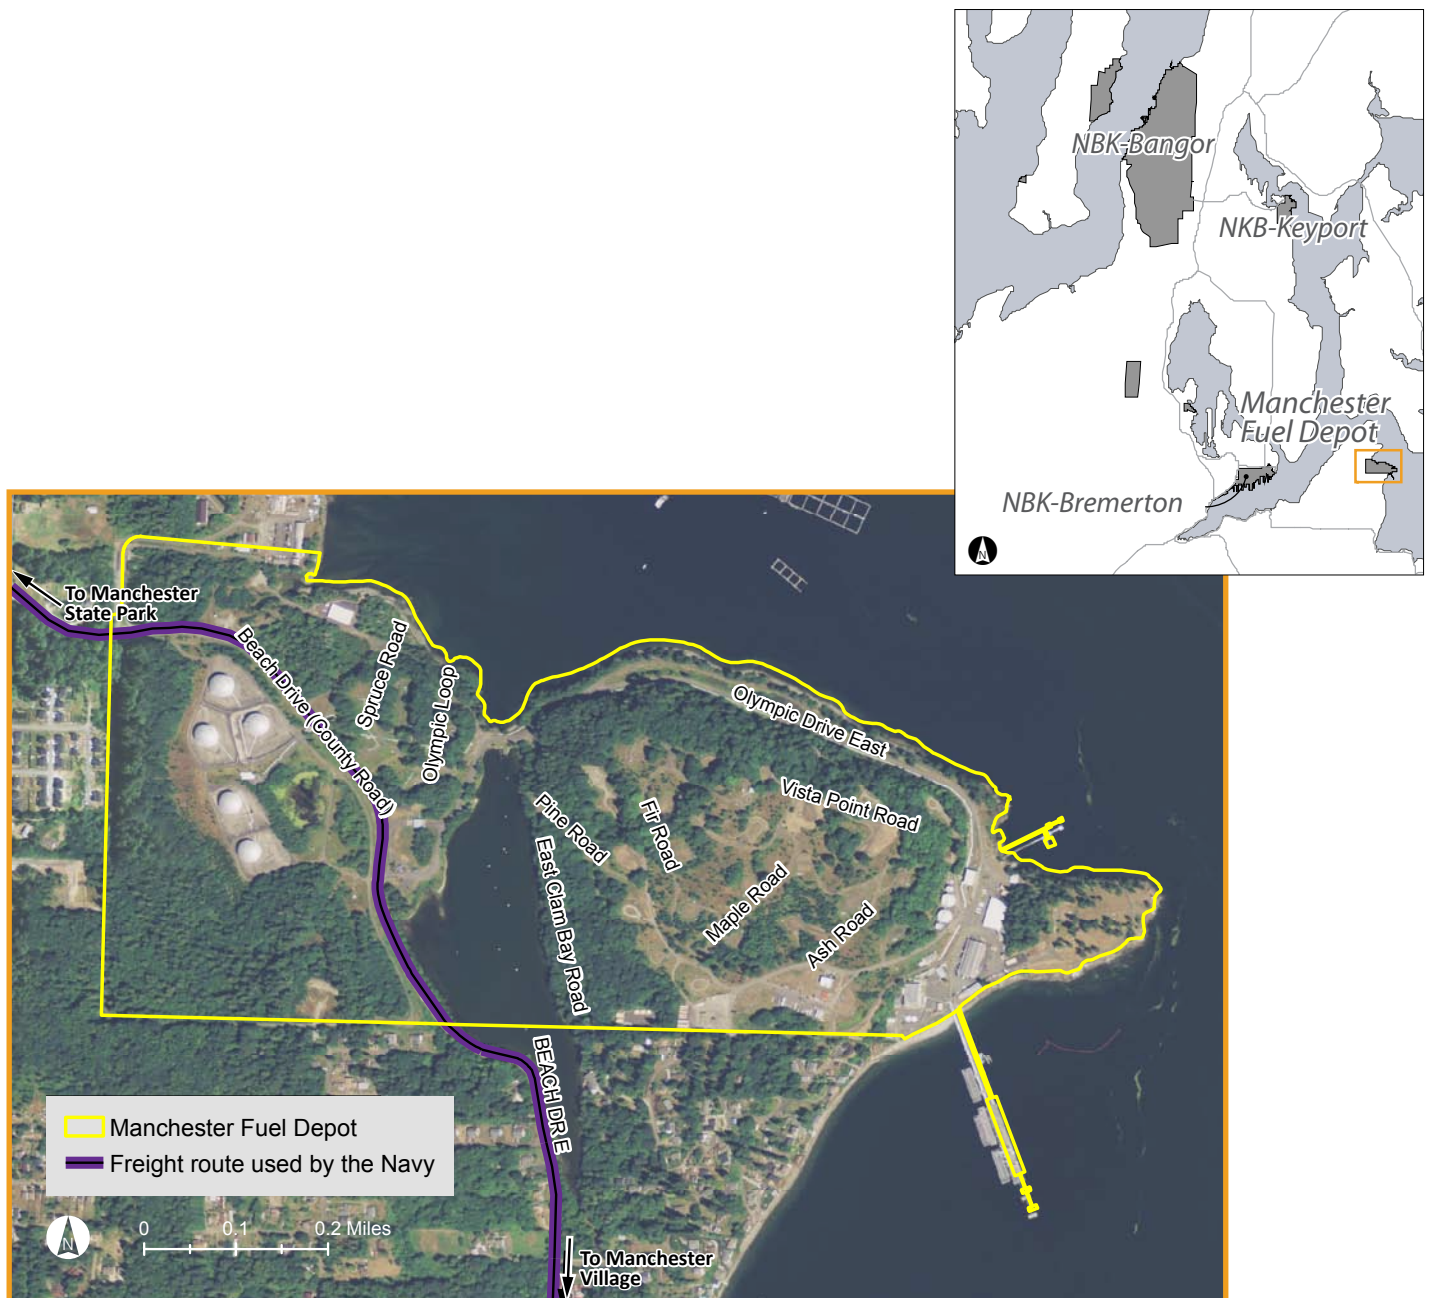 NBK-Bangor
NKB-Keyport
Manchester
Fuel Depot
NBK-Bremerton
N
To Manchester
State Park
Beach Drive (County Road)
Spruce Road
Olympic Loop
Olympic Drive East
Vista Point Road
Pine Road
Fir Road
East Clam Bay Road
Maple Road
Ash Road
BEACH DR E
Manchester Fuel Depot
Freight route used by the Navy
N
0 0.1 0.2 Miles
To Manchester
Village